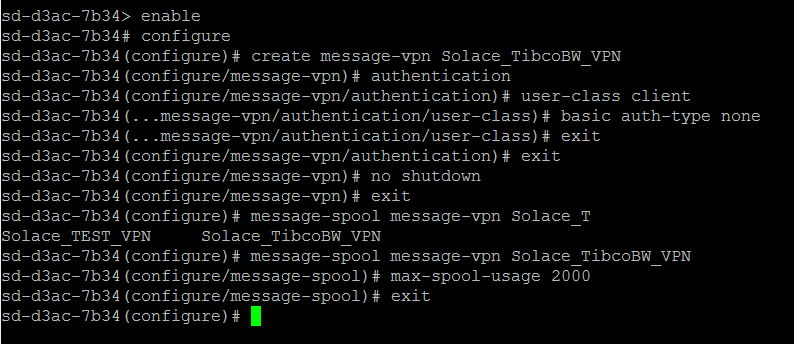 sd-d3ac-7b34> enable
sd-d3ac-7b34# configure
sd-d3ac-7b34(configure)# create message-vpn Solace_TibcoBW_VPN
sd-d3ac-7b34(configure/message-vpn)# authentication
sd-d3ac-7b34(configure/message-vpn/authentication)# user-class client
sd-d3ac-7b34(...message-vpn/authentication/user-class)# basic auth-type none
sd-d3ac-7b34(...message-vpn/authentication/user-class)# exit
sd-d3ac-7b34(configure/message-vpn/authentication)# exit
sd-d3ac-7b34(configure/message-vpn)# no shutdown
sd-d3ac-7b34(configure/message-vpn)# exit
sd-d3ac-7b34(configure)# message-spool message-vpn Solace_T
Solace_TEST_VPN     Solace_TibcoBW_VPN
sd-d3ac-7b34(configure)# message-spool message-vpn Solace_TibcoBW_VPN
sd-d3ac-7b34(configure/message-spool)# max-spool-usage 2000
sd-d3ac-7b34(configure/message-spool)# exit
sd-d3ac-7b34(configure)#